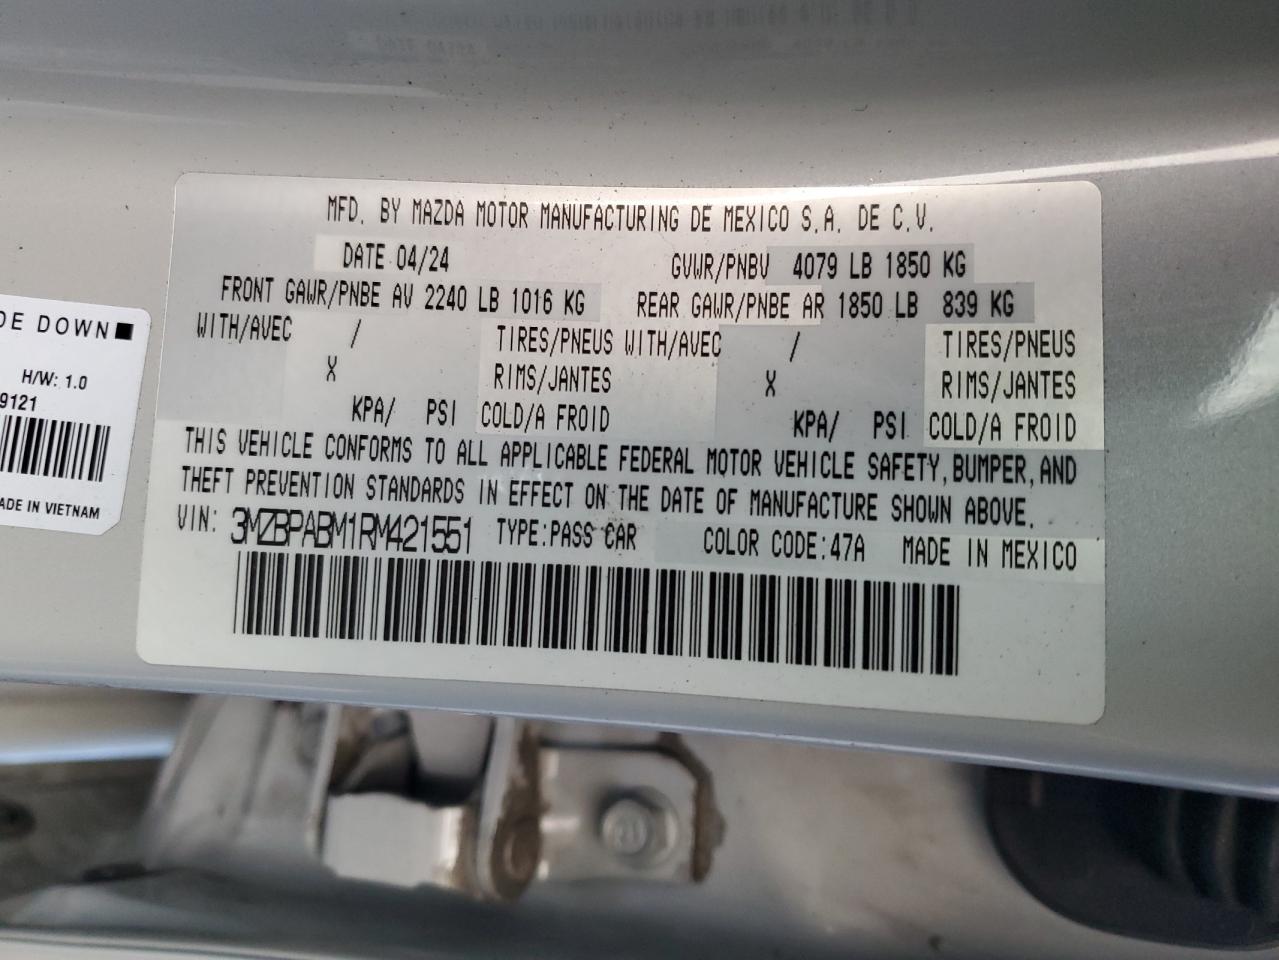 MFD. BY MAZDA MOTOR MANUFACTURING DE MEXICO S.A. DE C.V.
DATE 04/24 GVWR/PNBV 4079 LB 1850 KG
FRONT GAWR/PNBE AV 2240 LB 1016 KG REAR GAWR/PNBE AR 1850 LB 839 KG
WITH/AVEC / TIRES/PNEUS WITH/AVEC / TIRES/PNEUS
X RIMS/JANTES X RIMS/JANTES
KPA/ PSI COLD/A FROID KPA/ PSI COLD/A FROID
THIS VEHICLE CONFORMS TO ALL APPLICABLE FEDERAL MOTOR VEHICLE SAFETY, BUMPER, AND
THEFT PREVENTION STANDARDS IN EFFECT ON THE DATE OF MANUFACTURE SHOWN ABOVE.
VIN: 3MZBPABM1RM421551 TYPE:PASS CAR COLOR CODE:47A MADE IN MEXICO
DE DOWN
H/W: 1.0
9121
ADE IN VIETNAM